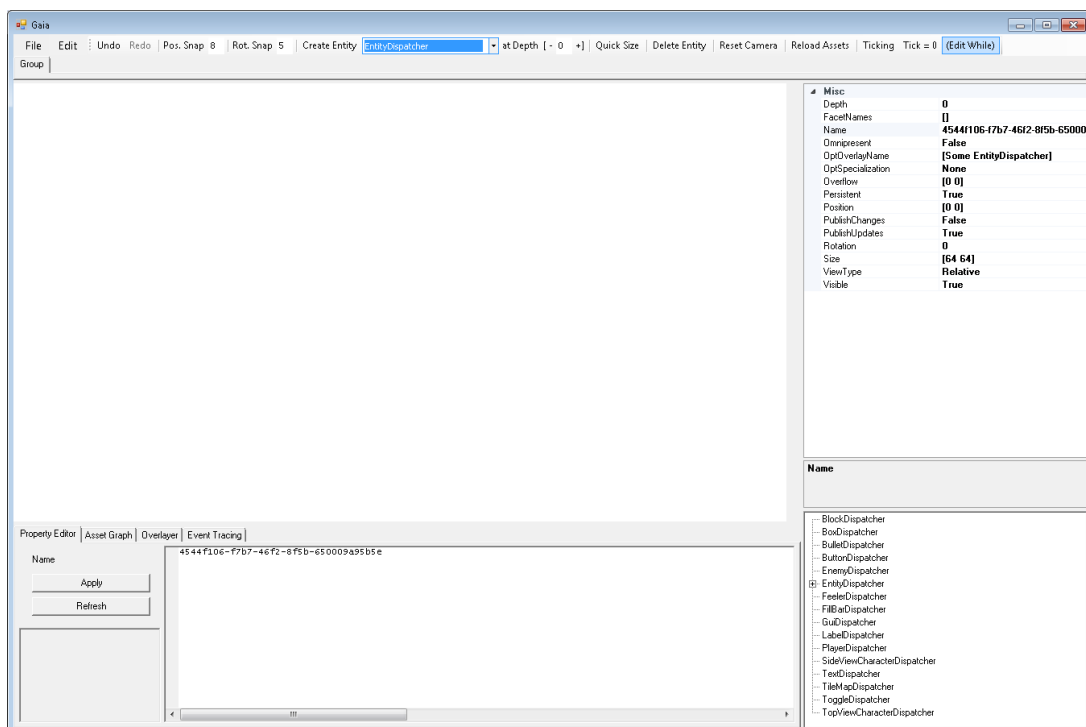 Gaia
File Edit Undo Redo Pos. Snap 8 Rot. Snap 5 Create Entity EntityDispatcher at Depth [ - 0 +] Quick Size Delete Entity Reset Camera Reload Assets Ticking Tick = 0 (Edit While)
Group
Misc
Depth 0
FacetNames []
Name 4544f106-f7b7-46f2-8f5b-65000
Omnipresent False
OptOverlayName [Some EntityDispatcher]
OptSpecialization None
Overflow [0 0]
Persistent True
Position [0 0]
PublishChanges False
PublishUpdates True
Rotation 0
Size [64 64]
ViewType Relative
Visible True
Name
Property Editor Asset Graph Overlayer Event Tracing
Name
Apply
Refresh
4544f106-f7b7-46f2-8f5b-650009a95b5e
BlockDispatcher
BoxDispatcher
BulletDispatcher
ButtonDispatcher
EnemyDispatcher
EntityDispatcher
FeelerDispatcher
FillBarDispatcher
GuiDispatcher
LabelDispatcher
PlayerDispatcher
SideViewCharacterDispatcher
TextDispatcher
TileMapDispatcher
ToggleDispatcher
TopViewCharacterDispatcher